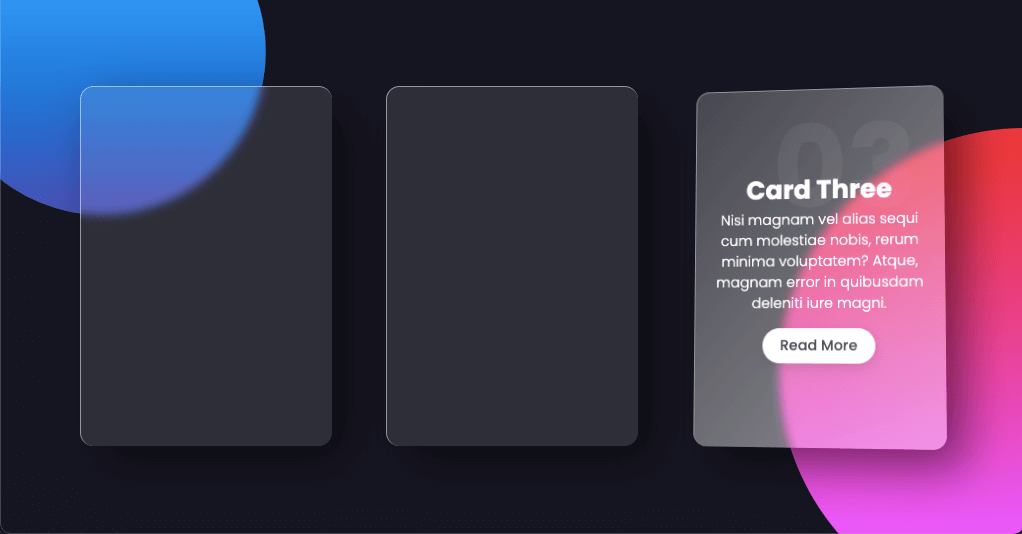 03
Card Three
Nisi magnam vel alias sequi
cum molestiae nobis, rerum
minima voluptatem? Atque,
magnam error in quibusdam
deleniti iure magni.
Read More